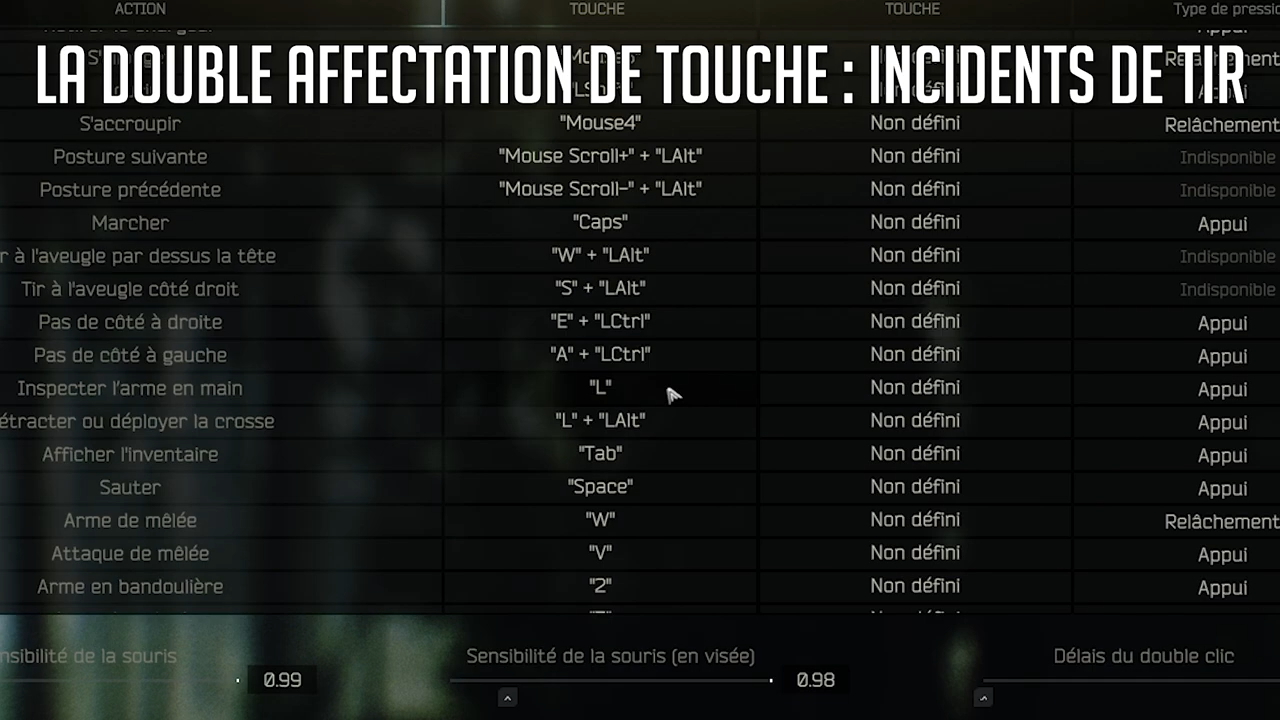 ACTION TOUCHE TOUCHE Type de pressio
LA DOUBLE AFFECTATION DE TOUCHE : INCIDENTS DE TIR
S'accroupir "Mouse4" Non défini Relâchement
Posture suivante "Mouse Scroll+" + "LAlt" Non défini Indisponible
Posture précédente "Mouse Scroll-" + "LAlt" Non défini Indisponible
Marcher "Caps" Non défini Appui
r à l'aveugle par dessus la tête "W" + "LAlt" Non défini Indisponible
Tir à l'aveugle côté droit "S" + "LAlt" Non défini Indisponible
Pas de côté à droite "E" + "LCtrl" Non défini Appui
Pas de côté à gauche "A" + "LCtrl" Non défini Appui
Inspecter l'arme en main "L" Non défini Appui
étracter ou déployer la crosse "L" + "LAlt" Non défini Appui
Afficher l'inventaire "Tab" Non défini Appui
Sauter "Space" Non défini Appui
Arme de mêlée "W" Non défini Relâchement
Attaque de mêlée "V" Non défini Appui
Arme en bandoulière "2" Non défini Appui
nsibilité de la souris 0.99 Sensibilité de la souris (en visée) 0.98 Délais du double clic